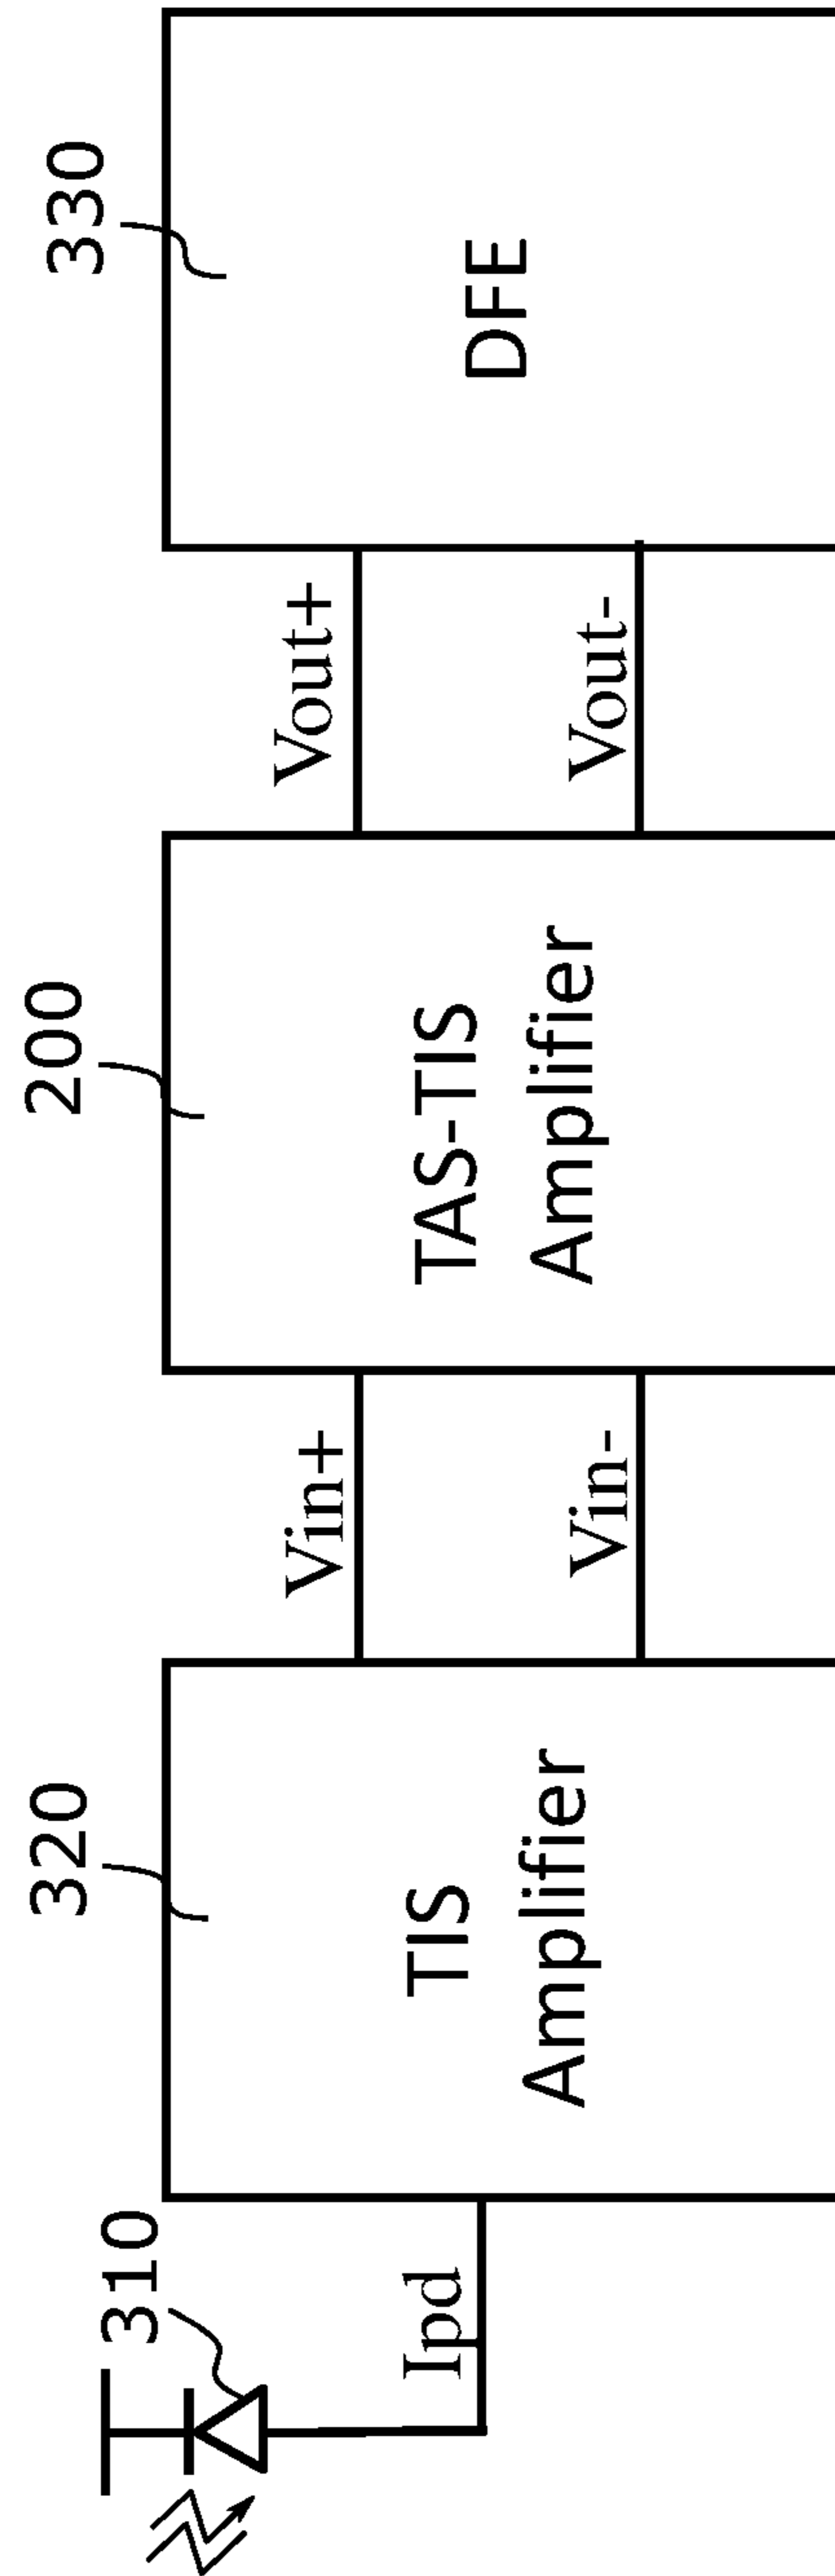 310
Ipd
320
TIS
Amplifier
Vin+
Vin-
200
TAS-TIS
Amplifier
Vout+
Vout-
330
DFE